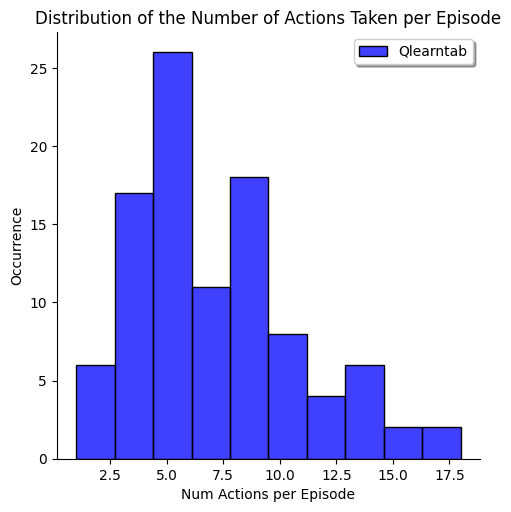 Distribution of the Number of Actions Taken per Episode
Qlearntab
Occurrence
25
20
15
10
5
0
2.5 5.0 7.5 10.0 12.5 15.0 17.5
Num Actions per Episode